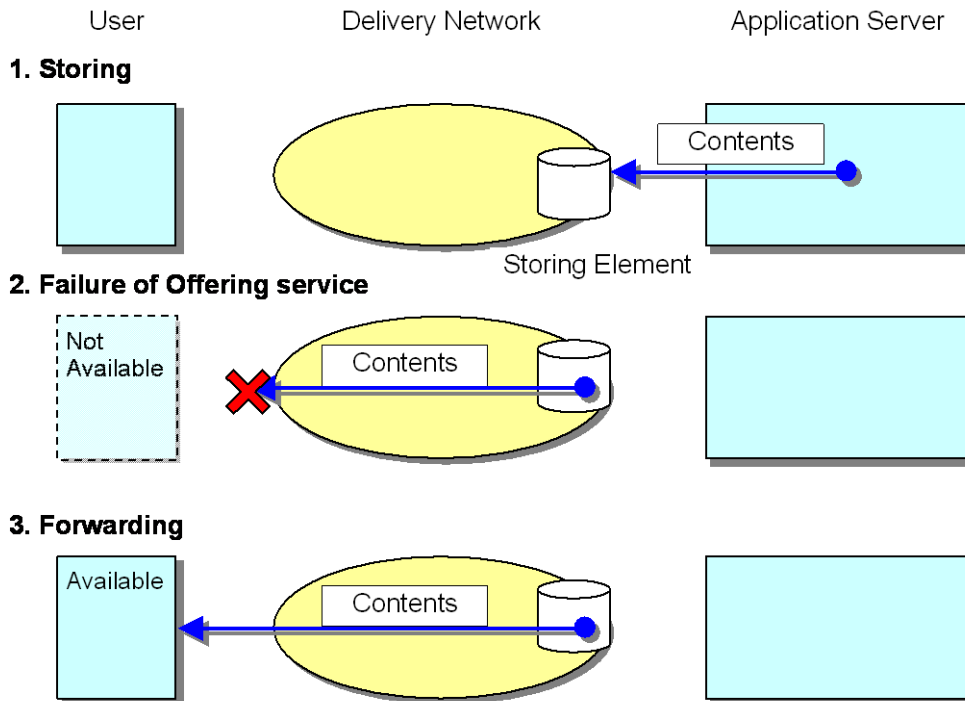 User
Delivery Network
Application Server
1. Storing
Contents
Storing Element
2. Failure of Offering service
Not
Available
Contents
3. Forwarding
Available
Contents